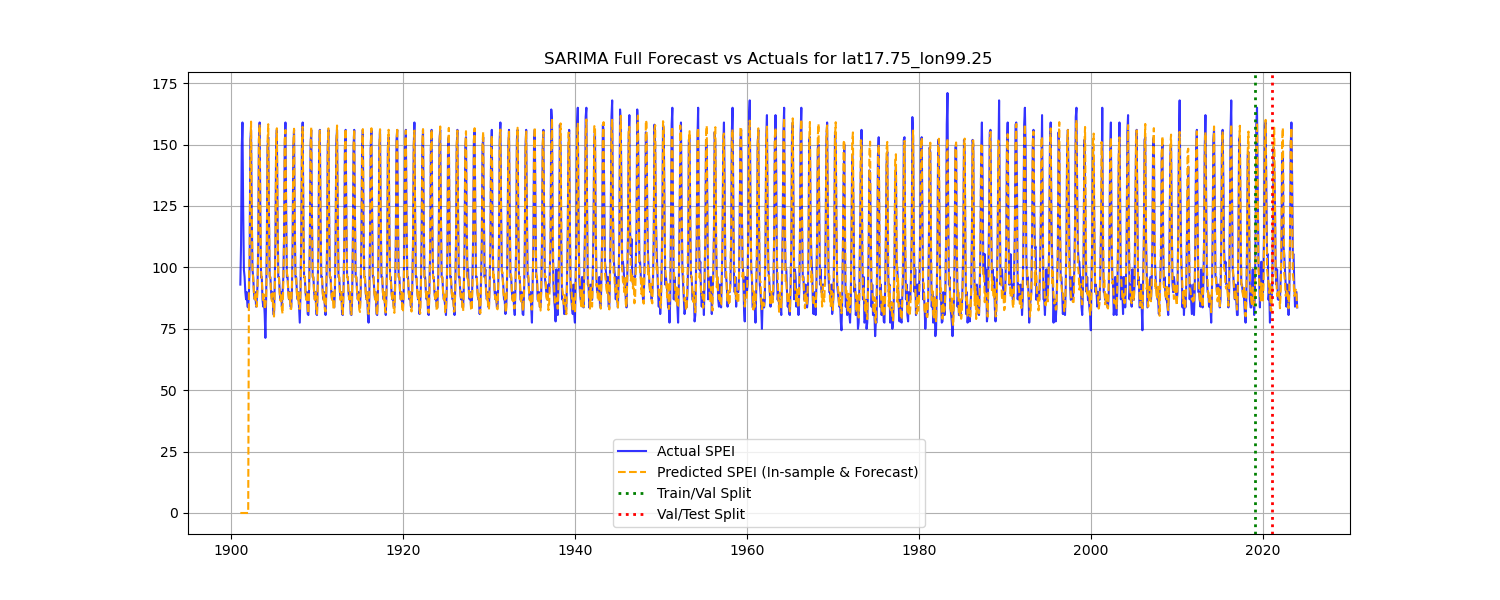 SARIMA Full Forecast vs Actuals for lat17.75_lon99.25
175
150
125
100
75
50
25
0
Actual SPEI
Predicted SPEI (In-sample & Forecast)
Train/Val Split
Val/Test Split
1900 1920 1940 1960 1980 2000 2020